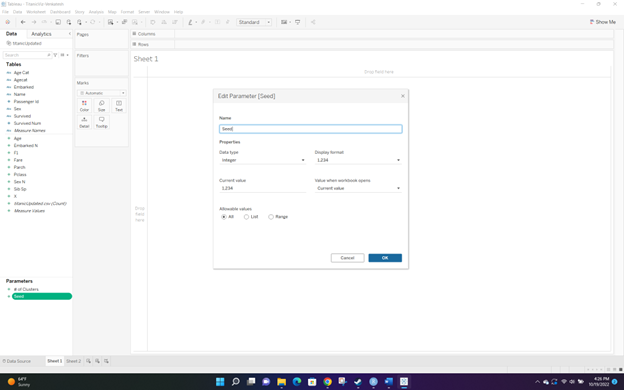 Tableau - Titanic
File Data Worksheet Dashboard Story Analysis Map Format Server Window Help
Standard
Show Me
Data Analytics
titanicUpdated
Search
Tables
Age Cat
Agecat
Embarked
Name
Passenger Id
Sex
Survived
Survived Num
Measure Names
Age
Embarked N
F1
Fare
Parch
Pclass
Sex N
Sib Sp
X
titanicUpdated.csv (Count)
Measure Values
Parameters
# of Clusters
Seed
Pages
Filters
Marks
Automatic
Color Size Text
Detail Tooltip
Columns
Rows
Sheet 1
Drop field here
Drop
field
here
Edit Parameter [Seed]
Name
Seed
Properties
Data type Display format
Integer 1,234
Current value Value when workbook opens
1,234 Current value
Allowable values
All List Range
Cancel OK
Data Source Sheet 1 Sheet 2
84°F
Sunny
4:26 PM
10/19/2022